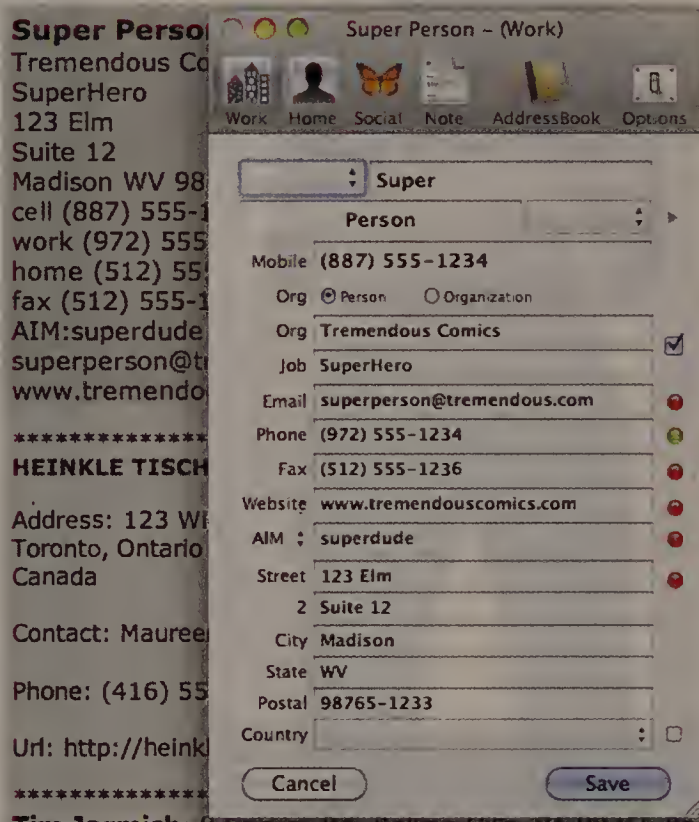 Super Perso
Tremendous Co
SuperHero
123 Elm
Suite 12
Madison WV 98
cell (887) 555-1
work (972) 555
home (512) 55
fax (512) 555-1
AIM:superdude
superperson@tr
www.tremendo
***************
HEINKLE TISCH
Address: 123 Wi
Toronto, Ontario
Canada
Contact: Mauree
Phone: (416) 55
Url: http://heinkl
***************
Super Person – (Work)
Work Home Social Note AddressBook Options
Super
Person
Mobile (887) 555-1234
Org Person Organization
Org Tremendous Comics
Job SuperHero
Email superperson@tremendous.com
Phone (972) 555-1234
Fax (512) 555-1236
Website www.tremendouscomics.com
AIM superdude
Street 123 Elm
2 Suite 12
City Madison
State WV
Postal 98765-1233
Country
Cancel Save